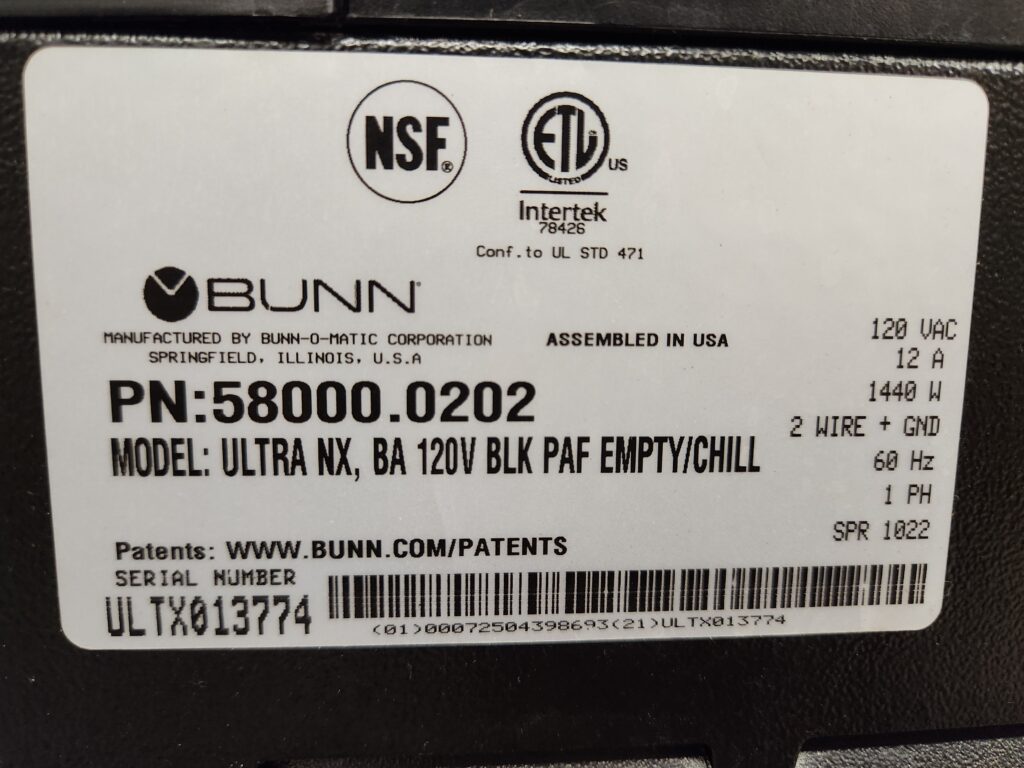 NSF®
ETL LISTED US
Intertek
78426
Conf.to UL STD 471
BUNN®
MANUFACTURED BY BUNN-O-MATIC CORPORATION
SPRINGFIELD, ILLINOIS, U.S.A
ASSEMBLED IN USA
PN:58000.0202
MODEL: ULTRA NX, BA 120V BLK PAF EMPTY/CHILL
120 VAC
12 A
1440 W
2 WIRE + GND
60 Hz
1 PH
SPR 1022
Patents: WWW.BUNN.COM/PATENTS
SERIAL NUMBER
ULTX013774
(01)00072504398693(21)ULTX013774